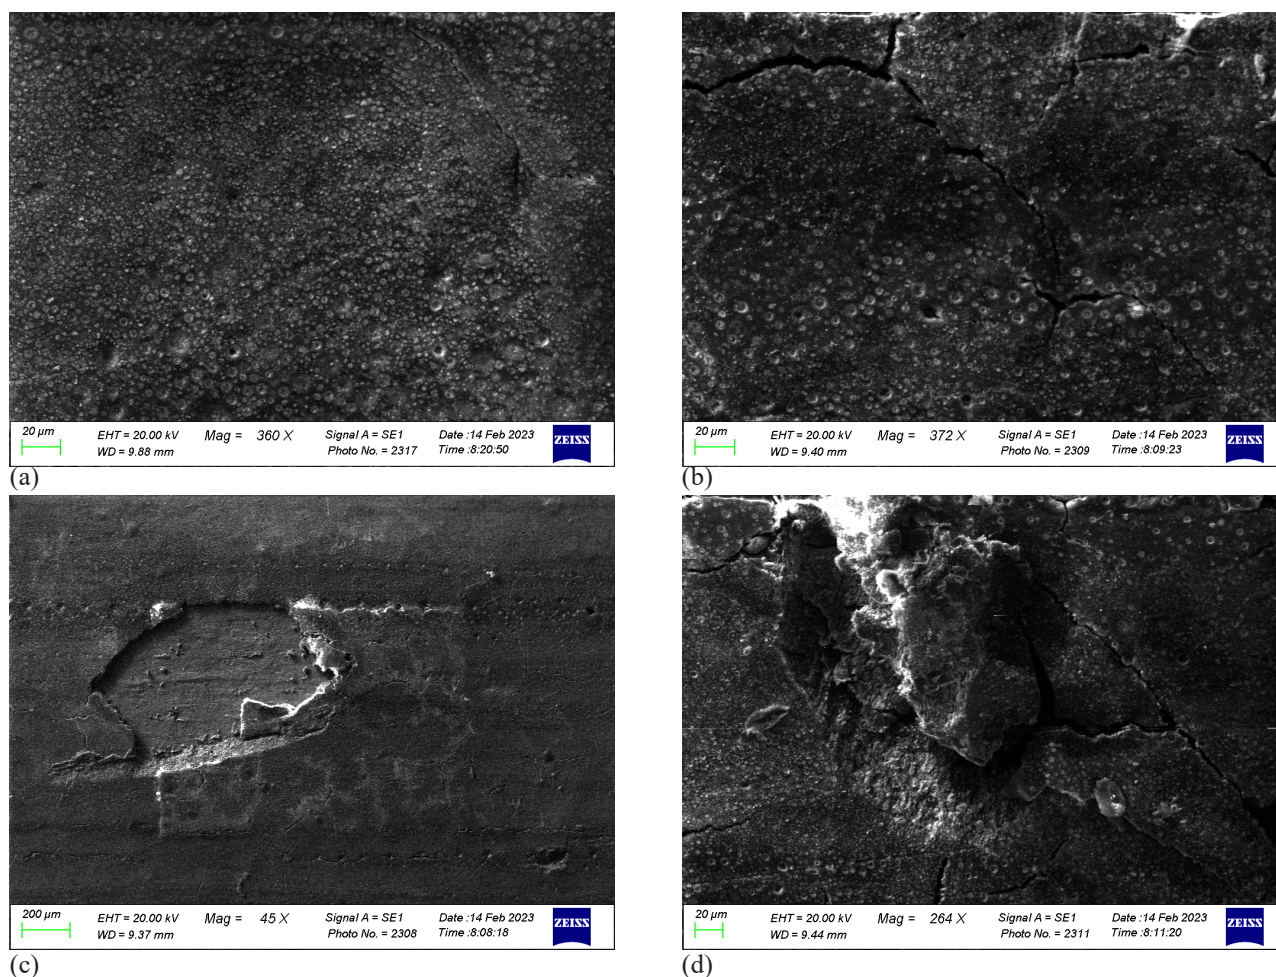 20 µm EHT = 20.00 kV Mag = 360 X Signal A = SE1 Date :14 Feb 2023 ZEISS
WD = 9.88 mm Photo No. = 2317 Time :8:20:50
(a)
20 µm EHT = 20.00 kV Mag = 372 X Signal A = SE1 Date :14 Feb 2023 ZEISS
WD = 9.40 mm Photo No. = 2309 Time :8:09:23
(b)
200 µm EHT = 20.00 kV Mag = 45 X Signal A = SE1 Date :14 Feb 2023 ZEISS
WD = 9.37 mm Photo No. = 2308 Time :8:08:18
(c)
20 µm EHT = 20.00 kV Mag = 264 X Signal A = SE1 Date :14 Feb 2023 ZEISS
WD = 9.44 mm Photo No. = 2311 Time :8:11:20
(d)